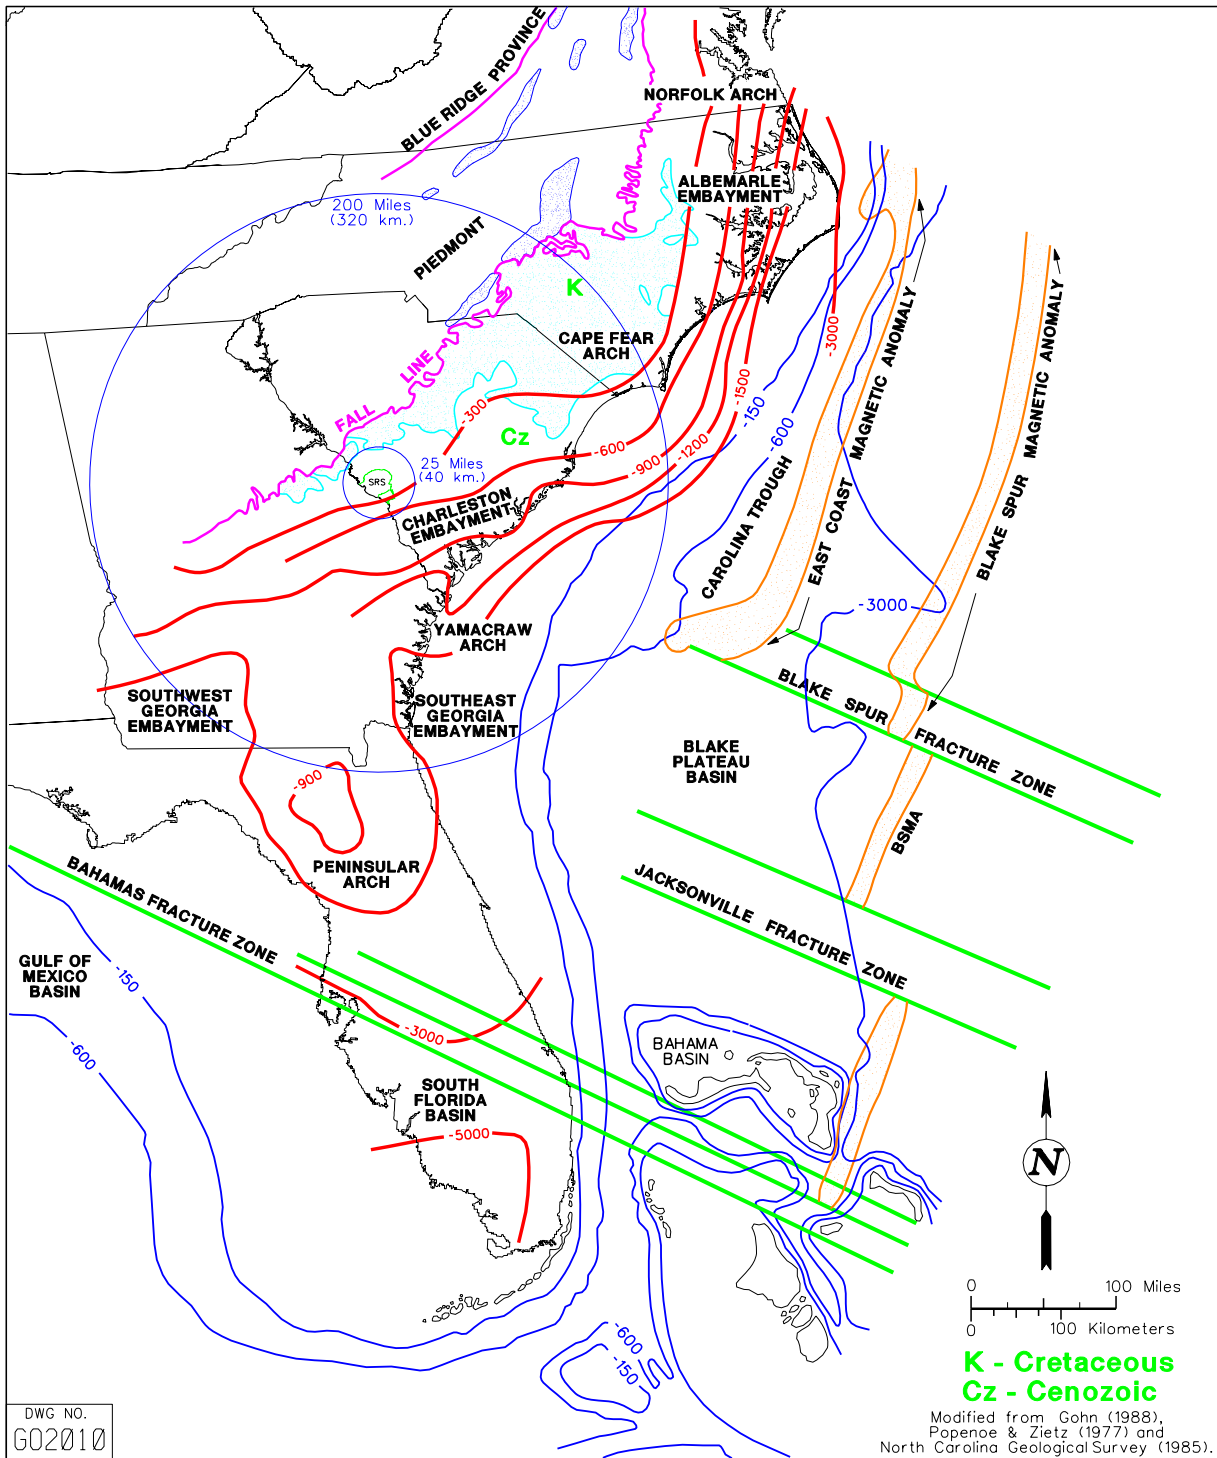 BLUE RIDGE PROVINCE
NORFOLK ARCH
ALBEMARLE
EMBAYMENT
200 Miles
(320 km.)
PIEDMONT
K
CAPE FEAR
ARCH
-3000
FALL LINE
-300
Cz
-600
-900
-1200
-1500
-150
-600
CAROLINA TROUGH
EAST COAST MAGNETIC ANOMALY
BLAKE SPUR MAGNETIC ANOMALY
25 Miles
(40 km.)
SRS
CHARLESTON
EMBAYMENT
-3000
YAMACRAW
ARCH
SOUTHWEST
GEORGIA
EMBAYMENT
SOUTHEAST
GEORGIA
EMBAYMENT
BLAKE SPUR FRACTURE ZONE
BLAKE
PLATEAU
BASIN
-900
BSMA
PENINSULAR
ARCH
BAHAMAS FRACTURE ZONE
JACKSONVILLE FRACTURE ZONE
GULF OF
MEXICO
BASIN
-150
-600
-3000
BAHAMA
BASIN
SOUTH
FLORIDA
BASIN
-5000
N
0 100 Miles
0 100 Kilometers
-600
-150
K - Cretaceous
Cz - Cenozoic
Modified from Gohn (1988),
Popenoe & Zietz (1977) and
North Carolina Geological Survey (1985).
DWG NO.
G02010